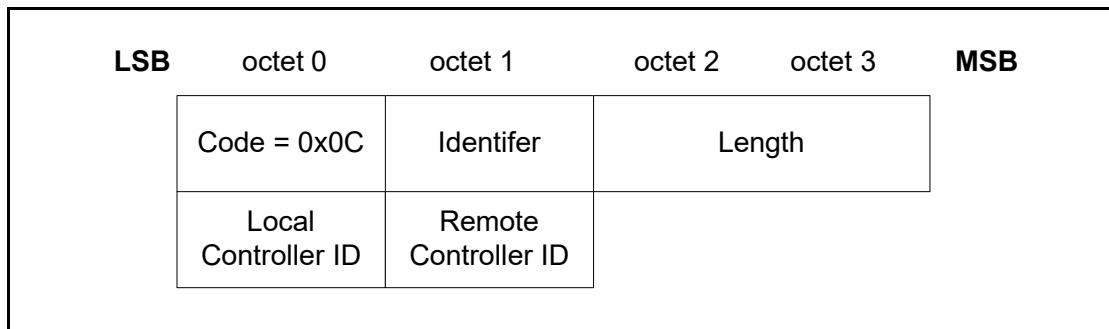 LSB octet 0 octet 1 octet 2 octet 3 MSB
Code = 0x0C Identifer Length
Local Remote
Controller ID Controller ID